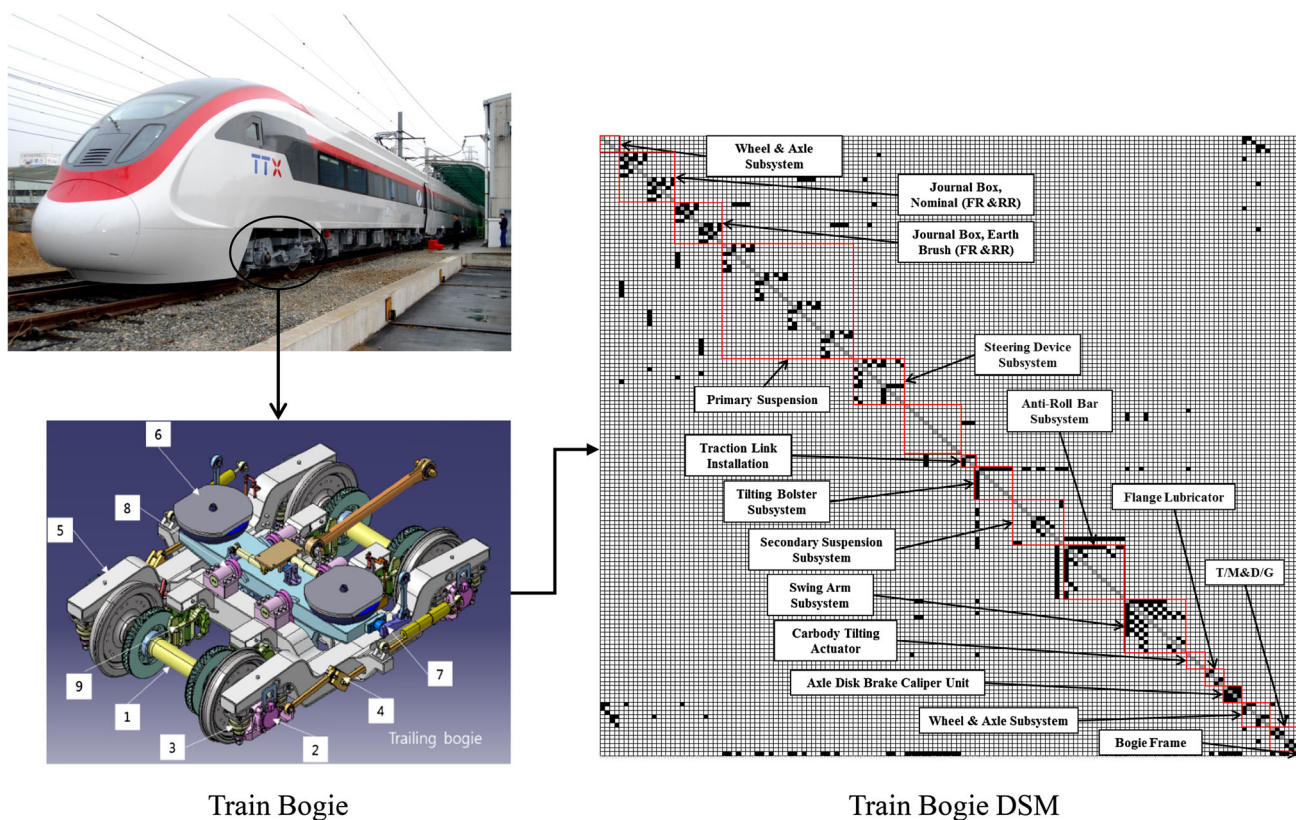 TTX
Wheel & Axle
Subsystem
Journal Box,
Nominal (FR &RR)
Journal Box, Earth
Brush (FR &RR)
Steering Device
Subsystem
Primary Suspension
Anti-Roll Bar
Subsystem
Traction Link
Installation
Tilting Bolster
Subsystem
Flange Lubricator
Secondary Suspension
Subsystem
T/M&D/G
Swing Arm
Subsystem
Carbody Tilting
Actuator
Axle Disk Brake Caliper Unit
Wheel & Axle Subsystem
Bogie Frame
6
8
5
9
1
3
2
4
7
Trailing bogie
Train Bogie
Train Bogie DSM